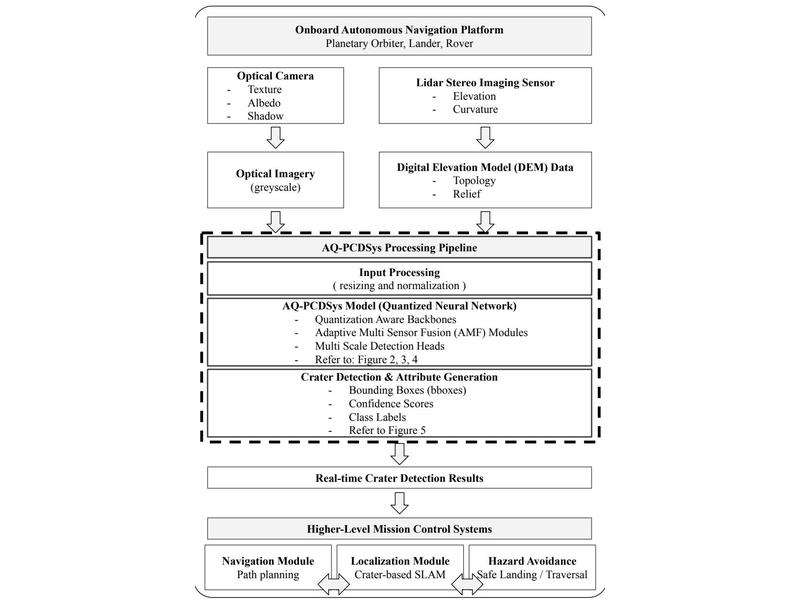 Onboard Autonomous Navigation Platform
Planetary Orbiter, Lander, Rover
Optical Camera
- Texture
- Albedo
- Shadow
Lidar Stereo Imaging Sensor
- Elevation
- Curvature
Optical Imagery
(greyscale)
Digital Elevation Model (DEM) Data
- Topology
- Relief
AQ-PCDSys Processing Pipeline
Input Processing
( resizing and normalization )
AQ-PCDSys Model (Quantized Neural Network)
- Quantization Aware Backbones
- Adaptive Multi Sensor Fusion (AMF) Modules
- Multi Scale Detection Heads
- Refer to: Figure 2, 3, 4
Crater Detection & Attribute Generation
- Bounding Boxes (bboxes)
- Confidence Scores
- Class Labels
- Refer to Figure 5
Real-time Crater Detection Results
Higher-Level Mission Control Systems
Navigation Module
Path planning
Localization Module
Crater-based SLAM
Hazard Avoidance
Safe Landing / Traversal